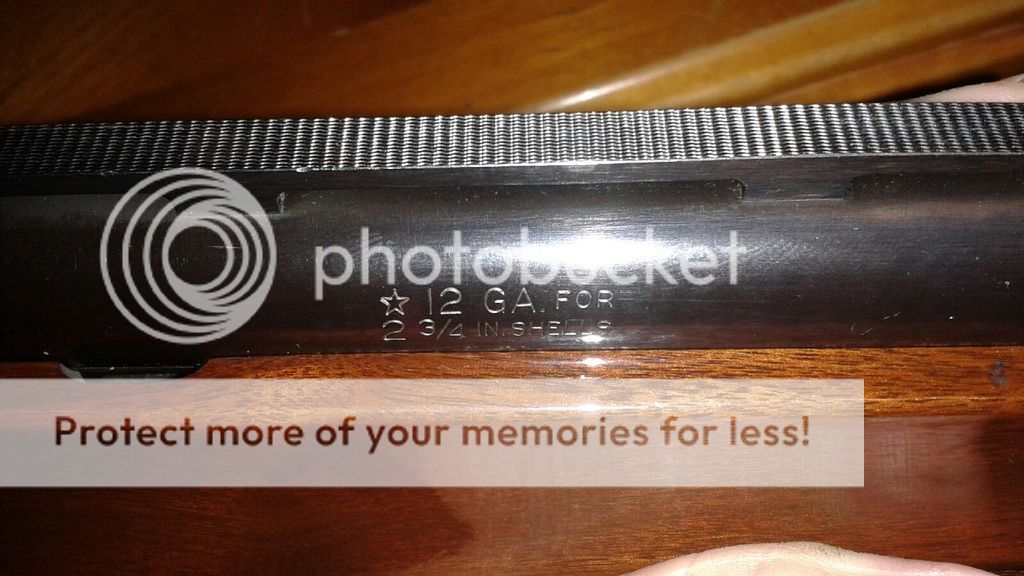 photobucket
☆ 12 GA. FOR
2 3/4 IN. SHELLS
Protect more of your memories for less!